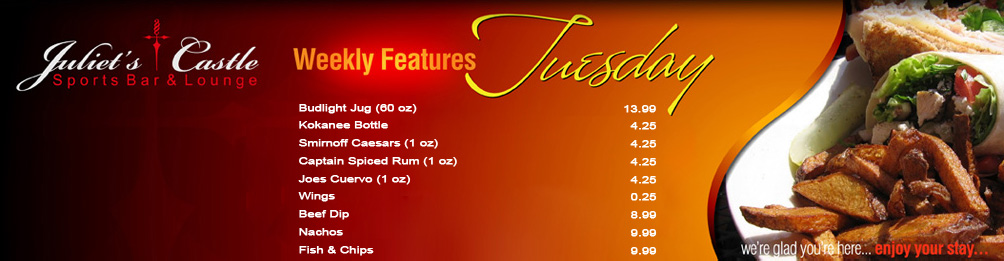 Juliet's Castle
Sports Bar & Lounge
Weekly Features
Tuesday
Budlight Jug (60 oz) 13.99
Kokanee Bottle 4.25
Smirnoff Caesars (1 oz) 4.25
Captain Spiced Rum (1 oz) 4.25
Joes Cuervo (1 oz) 4.25
Wings 0.25
Beef Dip 8.99
Nachos 9.99
Fish & Chips 9.99
we're glad you're here... enjoy your stay...